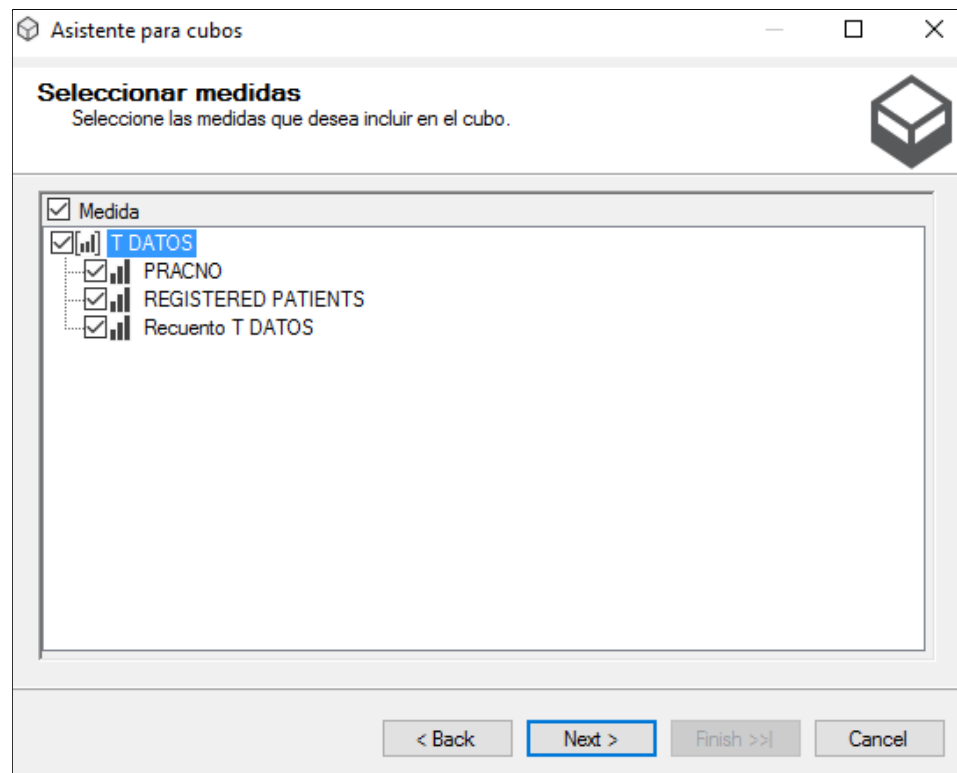 Asistente para cubos
Seleccionar medidas
Seleccione las medidas que desea incluir en el cubo.
Medida
T DATOS
PRACNO
REGISTERED PATIENTS
Recuento T DATOS
< Back Next > Finish >>| Cancel